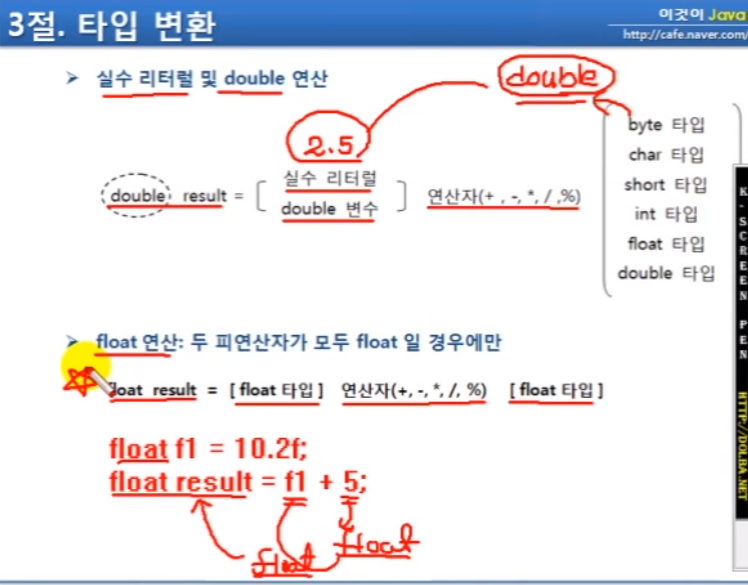 3절. 타입 변환
이것이 Java
http://cafe.naver.com/
➢ 실수 리터럴 및 double 연산
double
2.5
double result = [ 실수 리터럴
double 변수 ] 연산자(+ , -, *, / ,%)
byte 타입
char 타입
short 타입
int 타입
float 타입
double 타입
➢ float 연산: 두 피연산자가 모두 float 일 경우에만
float result = [ float 타입 ] 연산자(+, -, *, /, %) [ float 타입 ]
float f1 = 10.2f;
float result = f1 + 5;
float
float
K-SCREEN PEN HTTP://DOLBA.NET